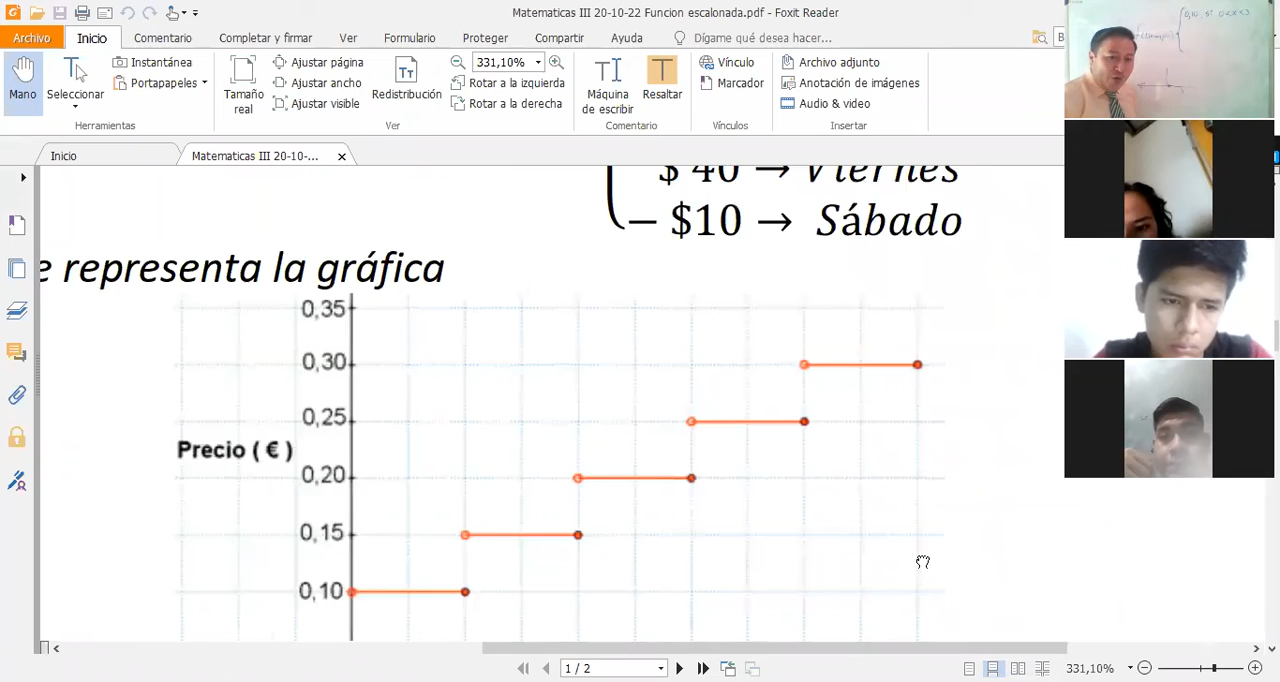 Matematicas III 20-10-22 Funcion escalonada.pdf - Foxit Reader
Archivo Inicio Comentario Completar y firmar Ver Formulario Proteger Compartir Ayuda Dígame qué desea hacer...
Mano
Seleccionar
Instantánea
Portapapeles
Herramientas
Tamaño real
Ajustar página
Ajustar ancho
Ajustar visible
Redistribución
331,10%
Rotar a la izquierda
Rotar a la derecha
Ver
Máquina de escribir
Resaltar
Comentario
Vínculo
Marcador
Vínculos
Archivo adjunto
Anotación de imágenes
Audio & video
Insertar
Inicio
Matematicas III 20-10-...
$ 40 → Viernes
− $10 → Sábado
e representa la gráfica
0,35
0,30
0,25
Precio ( € )
0,20
0,15
0,10
1 / 2
331,10%